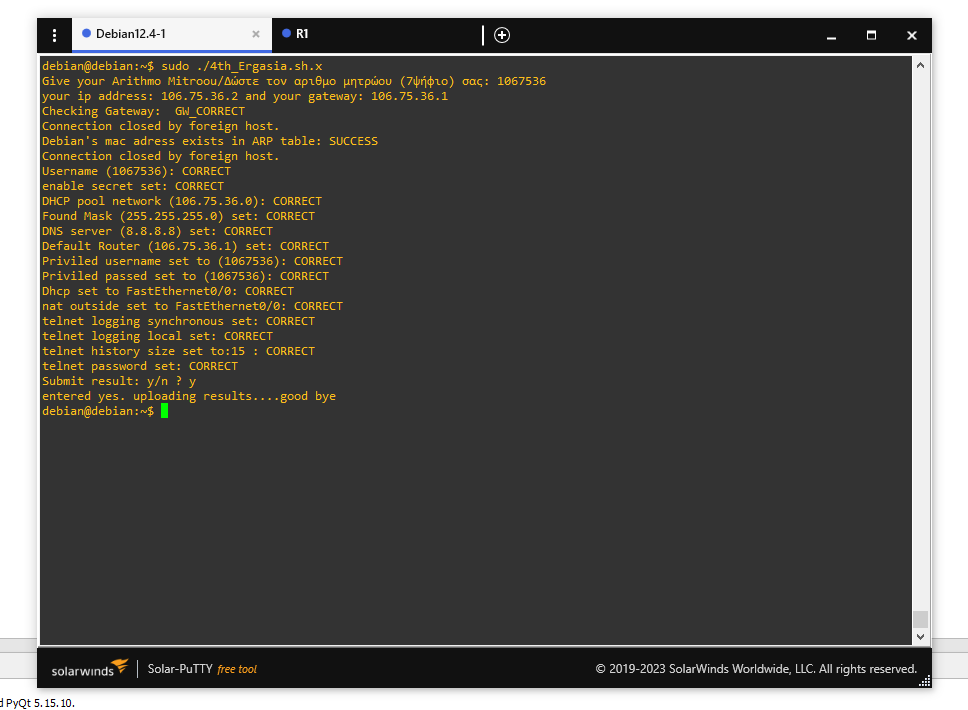 Debian12.4-1
R1
debian@debian:~$ sudo ./4th_Ergasia.sh.x
Give your Arithmo Mitroou/Δώστε τον αριθμο μητρώου (7ψήφιο) σας: 1067536
your ip address: 106.75.36.2 and your gateway: 106.75.36.1
Checking Gateway:  GW_CORRECT
Connection closed by foreign host.
Debian's mac adress exists in ARP table: SUCCESS
Connection closed by foreign host.
Username (1067536): CORRECT
enable secret set: CORRECT
DHCP pool network (106.75.36.0): CORRECT
Found Mask (255.255.255.0) set: CORRECT
DNS server (8.8.8.8) set: CORRECT
Default Router (106.75.36.1) set: CORRECT
Priviled username set to (1067536): CORRECT
Priviled passed set to (1067536): CORRECT
Dhcp set to FastEthernet0/0: CORRECT
nat outside set to FastEthernet0/0: CORRECT
telnet logging synchronous set: CORRECT
telnet logging local set: CORRECT
telnet history size set to:15 : CORRECT
telnet password set: CORRECT
Submit result: y/n ? y
entered yes. uploading results....good bye
debian@debian:~$
solarwinds Solar-PuTTY free tool © 2019-2023 SolarWinds Worldwide, LLC. All rights reserved.
PyQt 5.15.10.